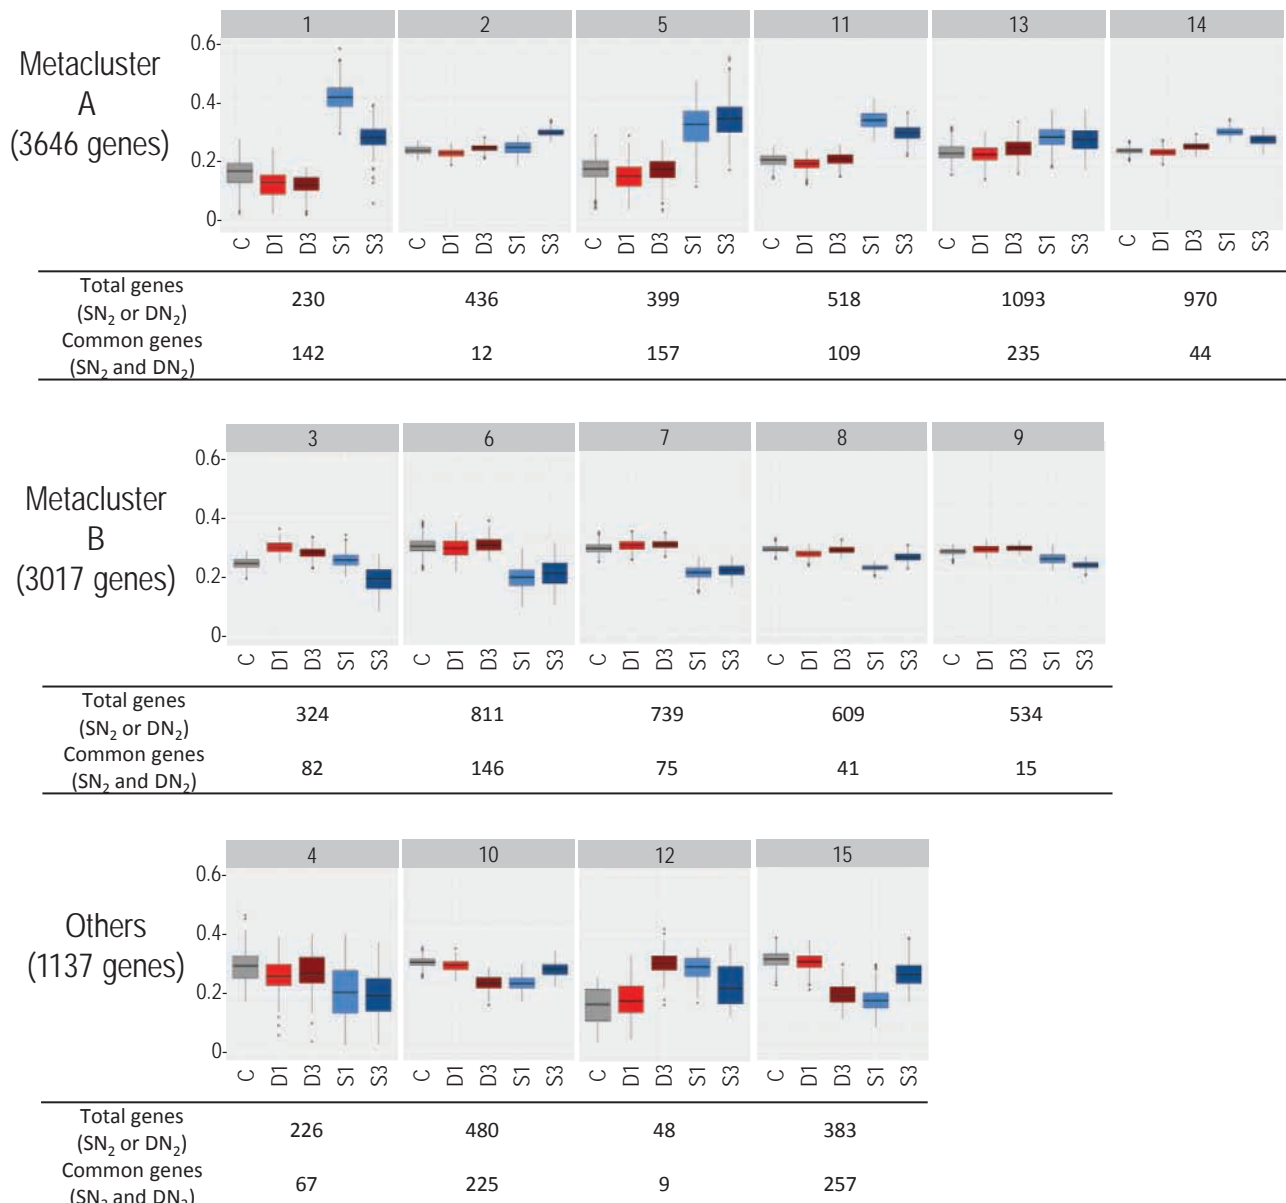 1 2 5 11 13 14
Metacluster
A
(3646 genes)
0.6-
0.4-
0.2-
0-
C D1 D3 S1 S3 C D1 D3 S1 S3 C D1 D3 S1 S3 C D1 D3 S1 S3 C D1 D3 S1 S3 C D1 D3 S1 S3
Total genes
(SN₂ or DN₂)
230 436 399 518 1093 970
Common genes
(SN₂ and DN₂)
142 12 157 109 235 44
3 6 7 8 9
Metacluster
B
(3017 genes)
0.6-
0.4-
0.2-
0-
C D1 D3 S1 S3 C D1 D3 S1 S3 C D1 D3 S1 S3 C D1 D3 S1 S3 C D1 D3 S1 S3
Total genes
(SN₂ or DN₂)
324 811 739 609 534
Common genes
(SN₂ and DN₂)
82 146 75 41 15
4 10 12 15
Others
(1137 genes)
0.6-
0.4-
0.2-
0-
C D1 D3 S1 S3 C D1 D3 S1 S3 C D1 D3 S1 S3 C D1 D3 S1 S3
Total genes
(SN₂ or DN₂)
226 480 48 383
Common genes
(SN₂ and DN₂)
67 225 9 257